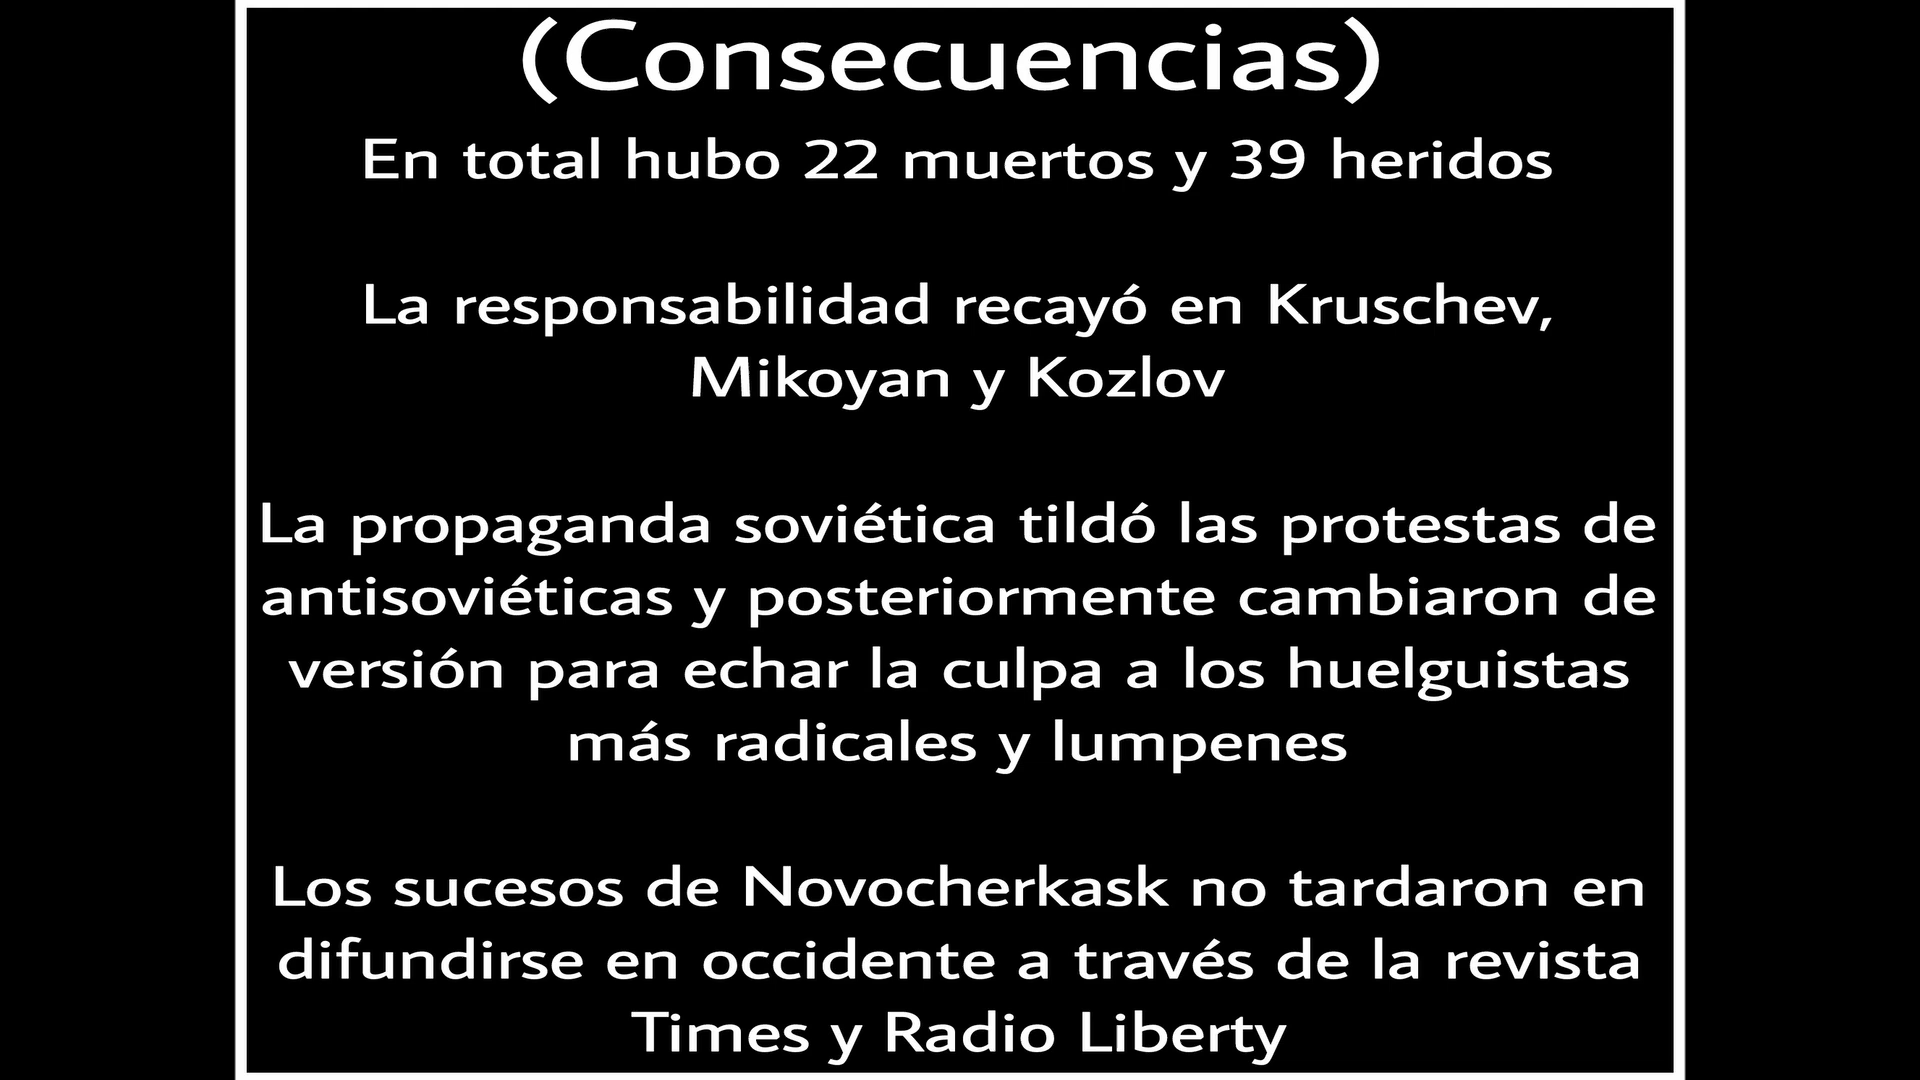 (Consecuencias)
En total hubo 22 muertos y 39 heridos
La responsabilidad recayó en Kruschev,
Mikoyan y Kozlov
La propaganda soviética tildó las protestas de
antisoviéticas y posteriormente cambiaron de
versión para echar la culpa a los huelguistas
más radicales y lumpenes
Los sucesos de Novocherkask no tardaron en
difundirse en occidente a través de la revista
Times y Radio Liberty